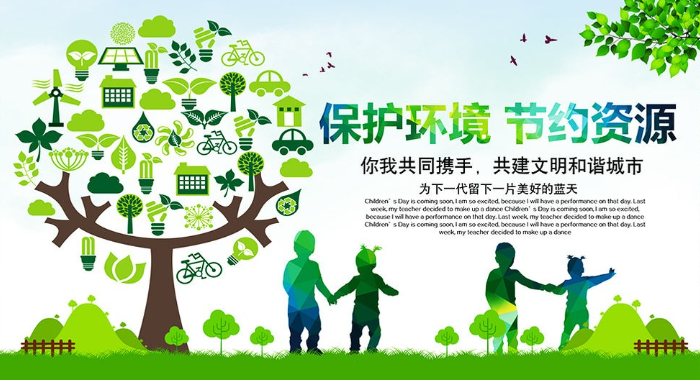 保护环境 节约资源
你我共同携手，共建文明和谐城市
为下一代留下一片美好的蓝天
Children's Day is coming soon, I am so excited, because I will have a performance on that day. Last
week, my teacher decided to make up a dance Children's Day is coming soon, I am so excited,
because I will have a performance on that day. Last week, my teacher decided to make up a dance
Children's Day is coming soon, I am so excited, because I will have a performance on that day. Last
week, my teacher decided to make up a dance